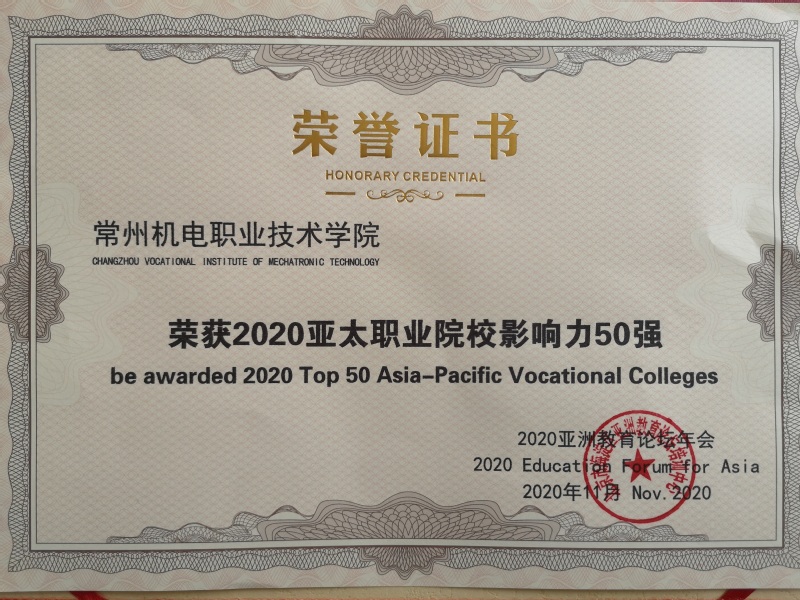 荣誉证书
HONORARY CREDENTIAL
常州机电职业技术学院
CHANGZHOU VOCATIONAL INSTITUTE OF MECHATRONIC TECHNOLOGY
荣获2020亚太职业院校影响力50强
be awarded 2020 Top 50 Asia-Pacific Vocational Colleges
2020亚洲教育论坛年会
2020 Education Forum for Asia
2020年11月 Nov.2020